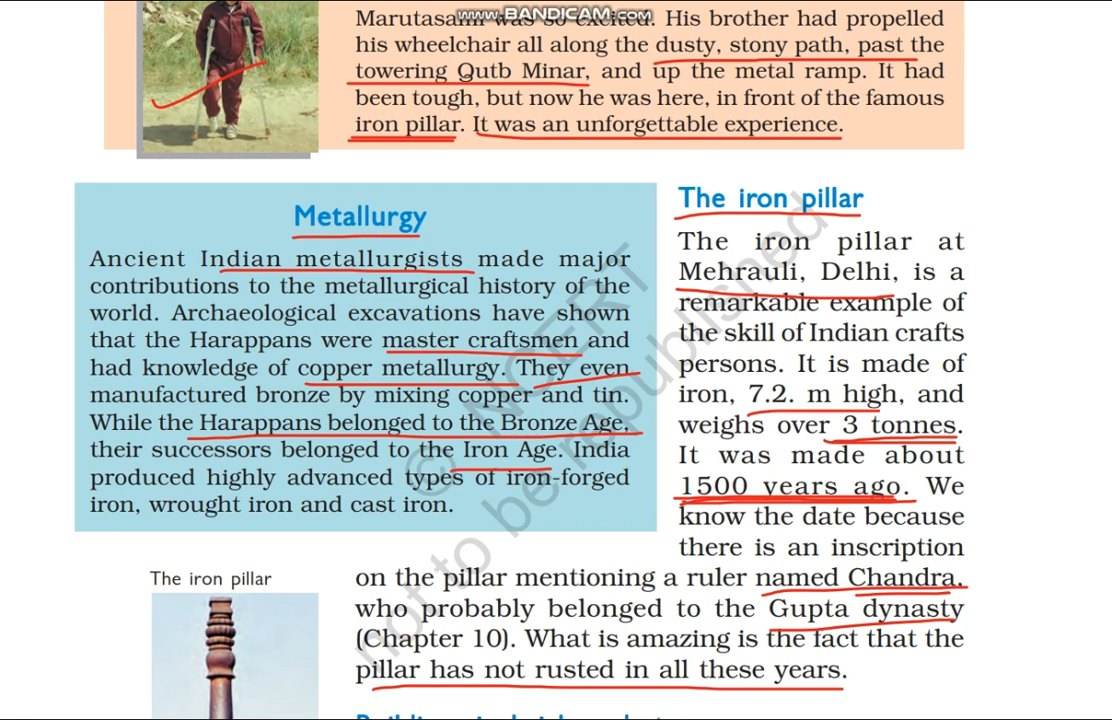 www.BANDICAM.com
Marutasami was so excited. His brother had propelled
his wheelchair all along the dusty, stony path, past the
towering Qutb Minar, and up the metal ramp. It had
been tough, but now he was here, in front of the famous
iron pillar. It was an unforgettable experience.
Metallurgy
Ancient Indian metallurgists made major
contributions to the metallurgical history of the
world. Archaeological excavations have shown
that the Harappans were master craftsmen and
had knowledge of copper metallurgy. They even
manufactured bronze by mixing copper and tin.
While the Harappans belonged to the Bronze Age,
their successors belonged to the Iron Age. India
produced highly advanced types of iron-forged
iron, wrought iron and cast iron.
The iron pillar
The iron pillar at
Mehrauli, Delhi, is a
remarkable example of
the skill of Indian crafts
persons. It is made of
iron, 7.2. m high, and
weighs over 3 tonnes.
It was made about
1500 years ago. We
know the date because
there is an inscription
on the pillar mentioning a ruler named Chandra,
who probably belonged to the Gupta dynasty
(Chapter 10). What is amazing is the fact that the
pillar has not rusted in all these years.
The iron pillar
© NCERT
not to be republished